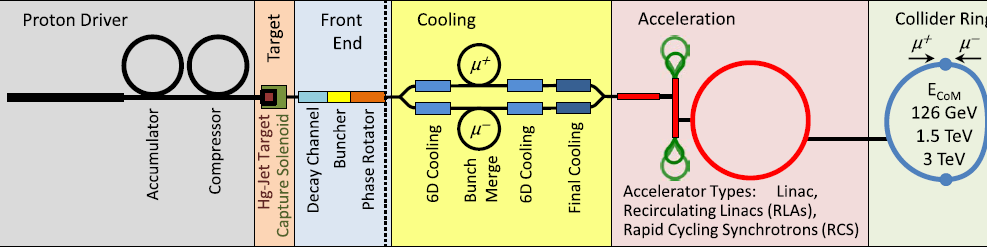 Proton Driver
Accumulator
Compressor
Target
Hg-Jet Target
Capture Solenoid
Front
End
Decay Channel
Buncher
Phase Rotator
Cooling
μ⁺
μ⁻
6D Cooling
Bunch
Merge
6D Cooling
Final Cooling
Acceleration
Accelerator Types: Linac,
Recirculating Linacs (RLAs),
Rapid Cycling Synchrotrons (RCS)
Collider Ring
μ⁺ μ⁻
E_CoM
126 GeV
1.5 TeV
3 TeV